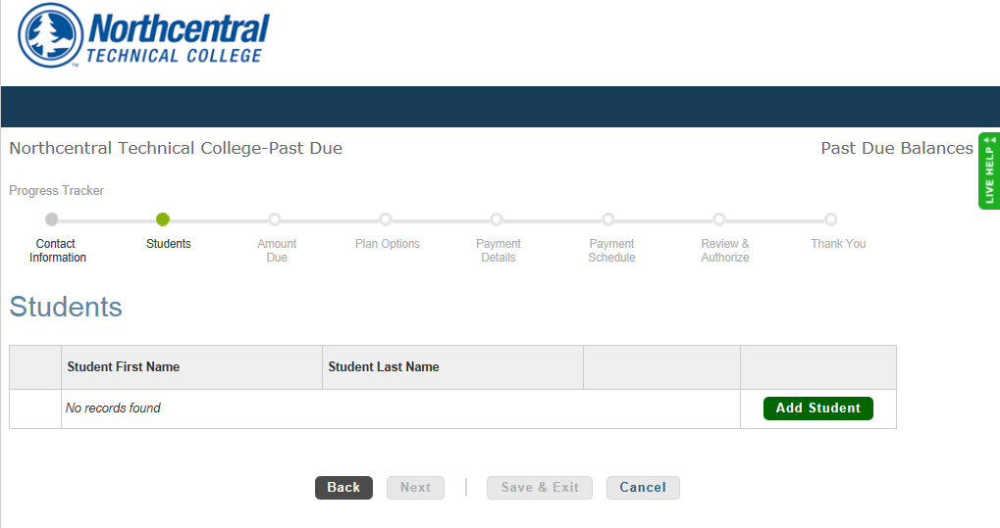 Northcentral
TECHNICAL COLLEGE
TM
Northcentral Technical College-Past Due
Past Due Balances
LIVE HELP
Progress Tracker
Contact
Information
Students
Amount
Due
Plan Options
Payment
Details
Payment
Schedule
Review &
Authorize
Thank You
Students
Student First Name
Student Last Name
No records found
Add Student
Back
Next
|
Save & Exit
Cancel